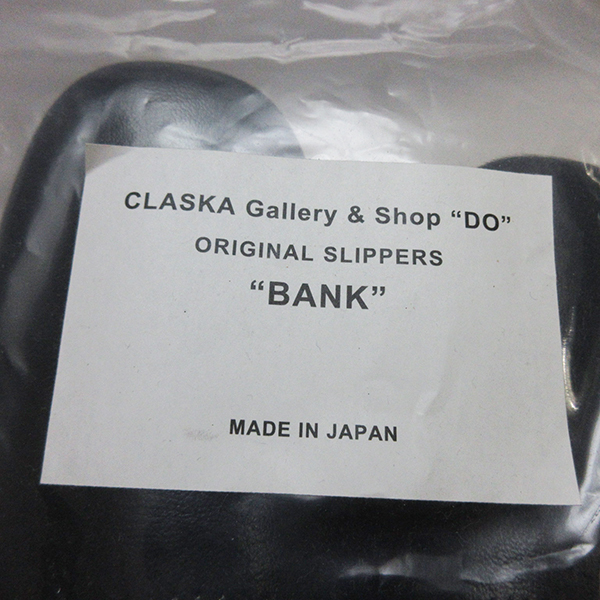 CLASKA Gallery & Shop “DO”
ORIGINAL SLIPPERS
“BANK”
MADE IN JAPAN